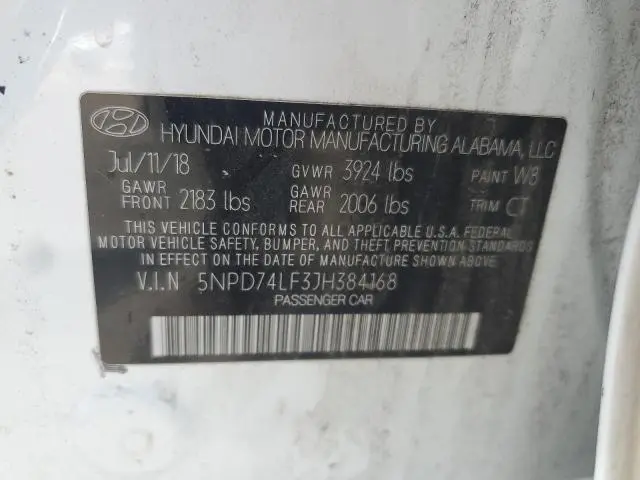 MANUFACTURED BY
HYUNDAI MOTOR MANUFACTURING ALABAMA, LLC
Jul/11/18 GVWR 3924 lbs PAINT W8
GAWR FRONT 2183 lbs GAWR REAR 2006 lbs TRIM CT
THIS VEHICLE CONFORMS TO ALL APPLICABLE U.S.A. FEDERAL
MOTOR VEHICLE SAFETY, BUMPER, AND THEFT PREVENTION STANDARDS
IN EFFECT ON THE DATE OF MANUFACTURE SHOWN ABOVE.
V.I.N 5NPD74LF3JH384168
PASSENGER CAR